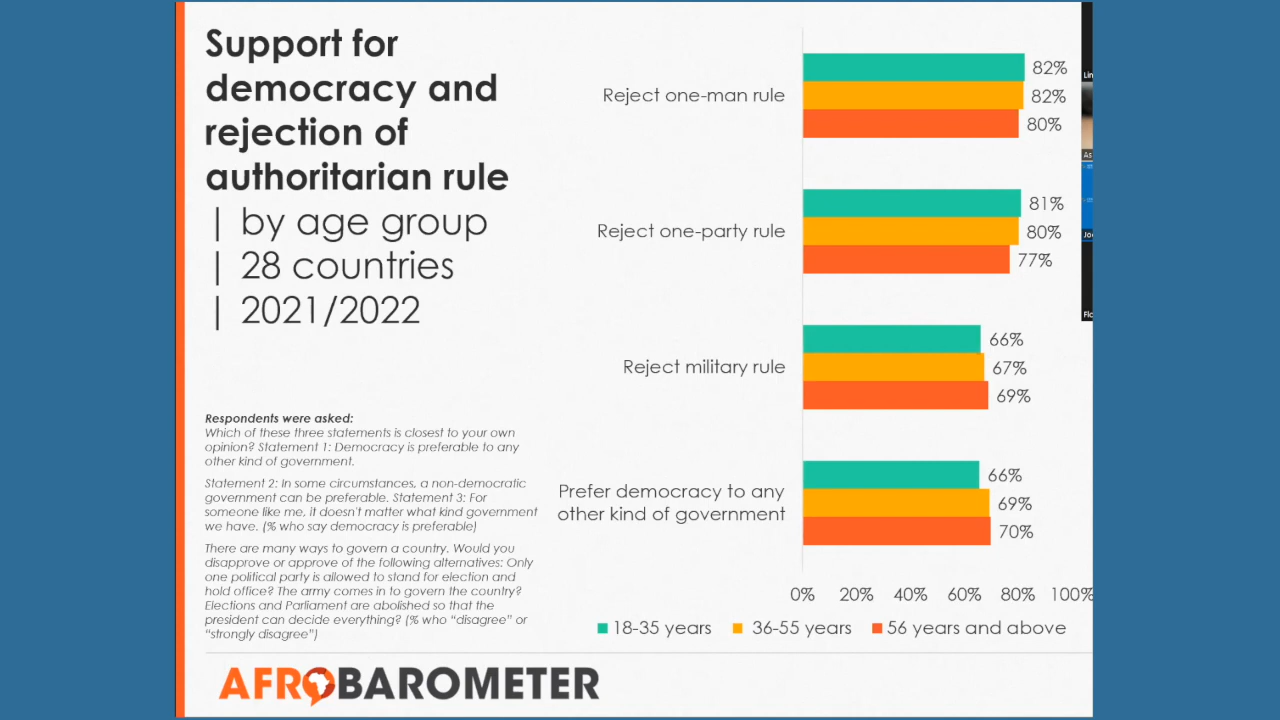 Support for
democracy and
rejection of
authoritarian rule
| by age group
| 28 countries
| 2021/2022
Respondents were asked:
Which of these three statements is closest to your own
opinion? Statement 1: Democracy is preferable to any
other kind of government.
Statement 2: In some circumstances, a non-democratic
government can be preferable. Statement 3: For
someone like me, it doesn't matter what kind government
we have. (% who say democracy is preferable)
There are many ways to govern a country. Would you
disapprove or approve of the following alternatives: Only
one political party is allowed to stand for election and
hold office? The army comes in to govern the country?
Elections and Parliament are abolished so that the
president can decide everything? (% who “disagree” or
“strongly disagree”)
Reject one-man rule
82%
82%
80%
Reject one-party rule
81%
80%
77%
Reject military rule
66%
67%
69%
Prefer democracy to any
other kind of government
66%
69%
70%
0% 20% 40% 60% 80% 100%
18-35 years 36-55 years 56 years and above
AFROBAROMETER